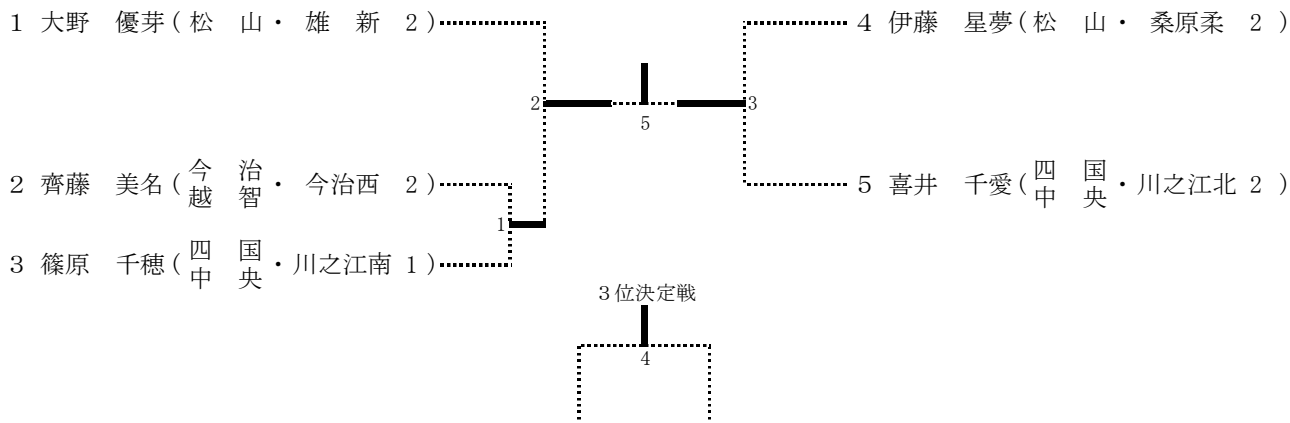 1 大野 優芽 ( 松 山 ・ 雄 新 2 )
4 伊藤 星夢 ( 松 山 ・ 桑原柔 2 )
2
3
5
2 齊藤 美名 ( 今 治 越 智 ・ 今治西 2 )
5 喜井 千愛 ( 四 国 中 央 ・ 川之江北 2 )
1
3 篠原 千穂 ( 四 国 中 央 ・ 川之江南 1 )
3位決定戦
4